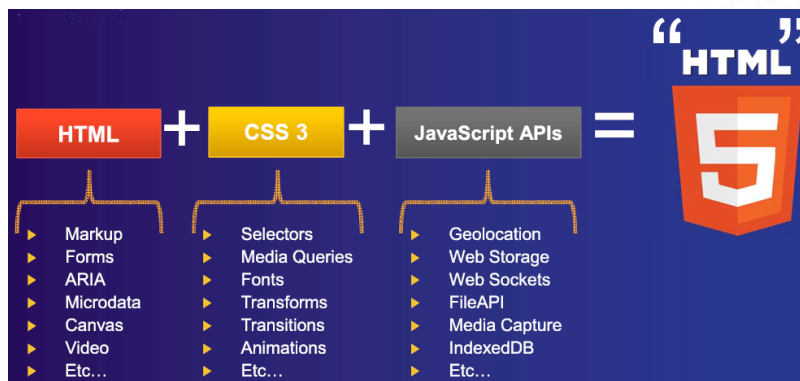 “HTML”
5
HTML + CSS 3 + JavaScript APIs =
Markup
Forms
ARIA
Microdata
Canvas
Video
Etc…
Selectors
Media Queries
Fonts
Transforms
Transitions
Animations
Etc…
Geolocation
Web Storage
Web Sockets
FileAPI
Media Capture
IndexedDB
Etc…